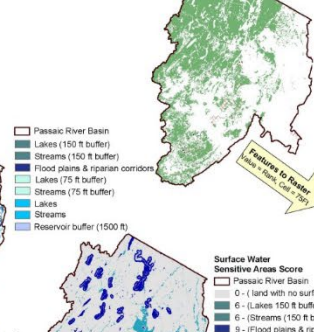 Passaic River Basin
Lakes (150 ft buffer)
Streams (150 ft buffer)
Flood plains & riparian corridors
Lakes (75 ft buffer)
Streams (75 ft buffer)
Lakes
Streams
Reservoir buffer (1500 ft)
Features to Raster
Value = Rank, Cell = 75Ft
Surface Water
Sensitive Areas Score
Passaic River Basin
0 - ( land with no surf
6 - (Lakes 150 ft buffe
6 - (Streams (150 ft b
9 - (Flood plains & rip